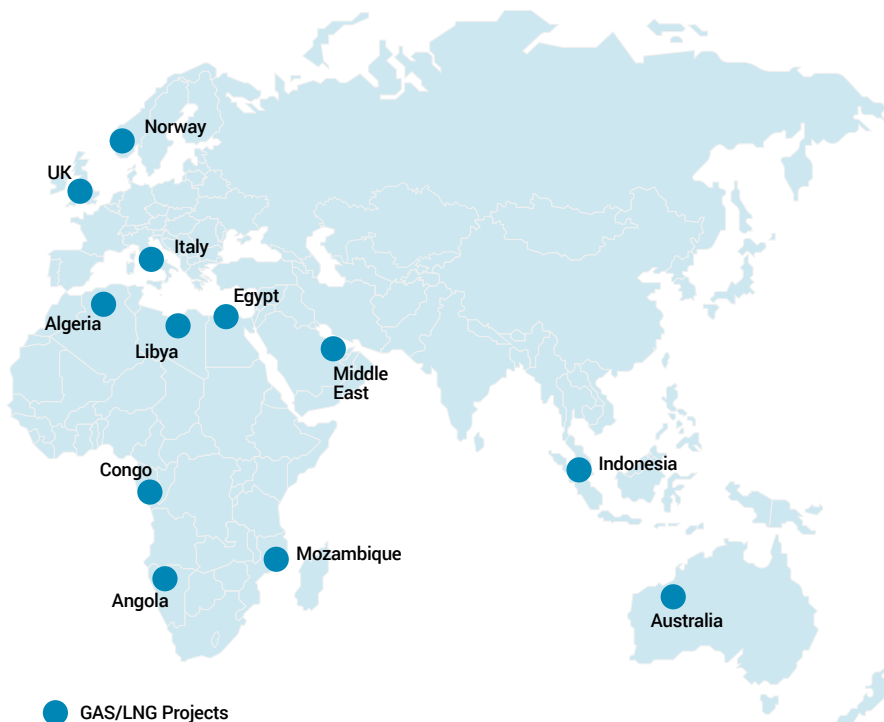 Norway
UK
Italy
Egypt
Algeria
Libya
Middle
East
Congo
Indonesia
Mozambique
Angola
Australia
GAS/LNG Projects